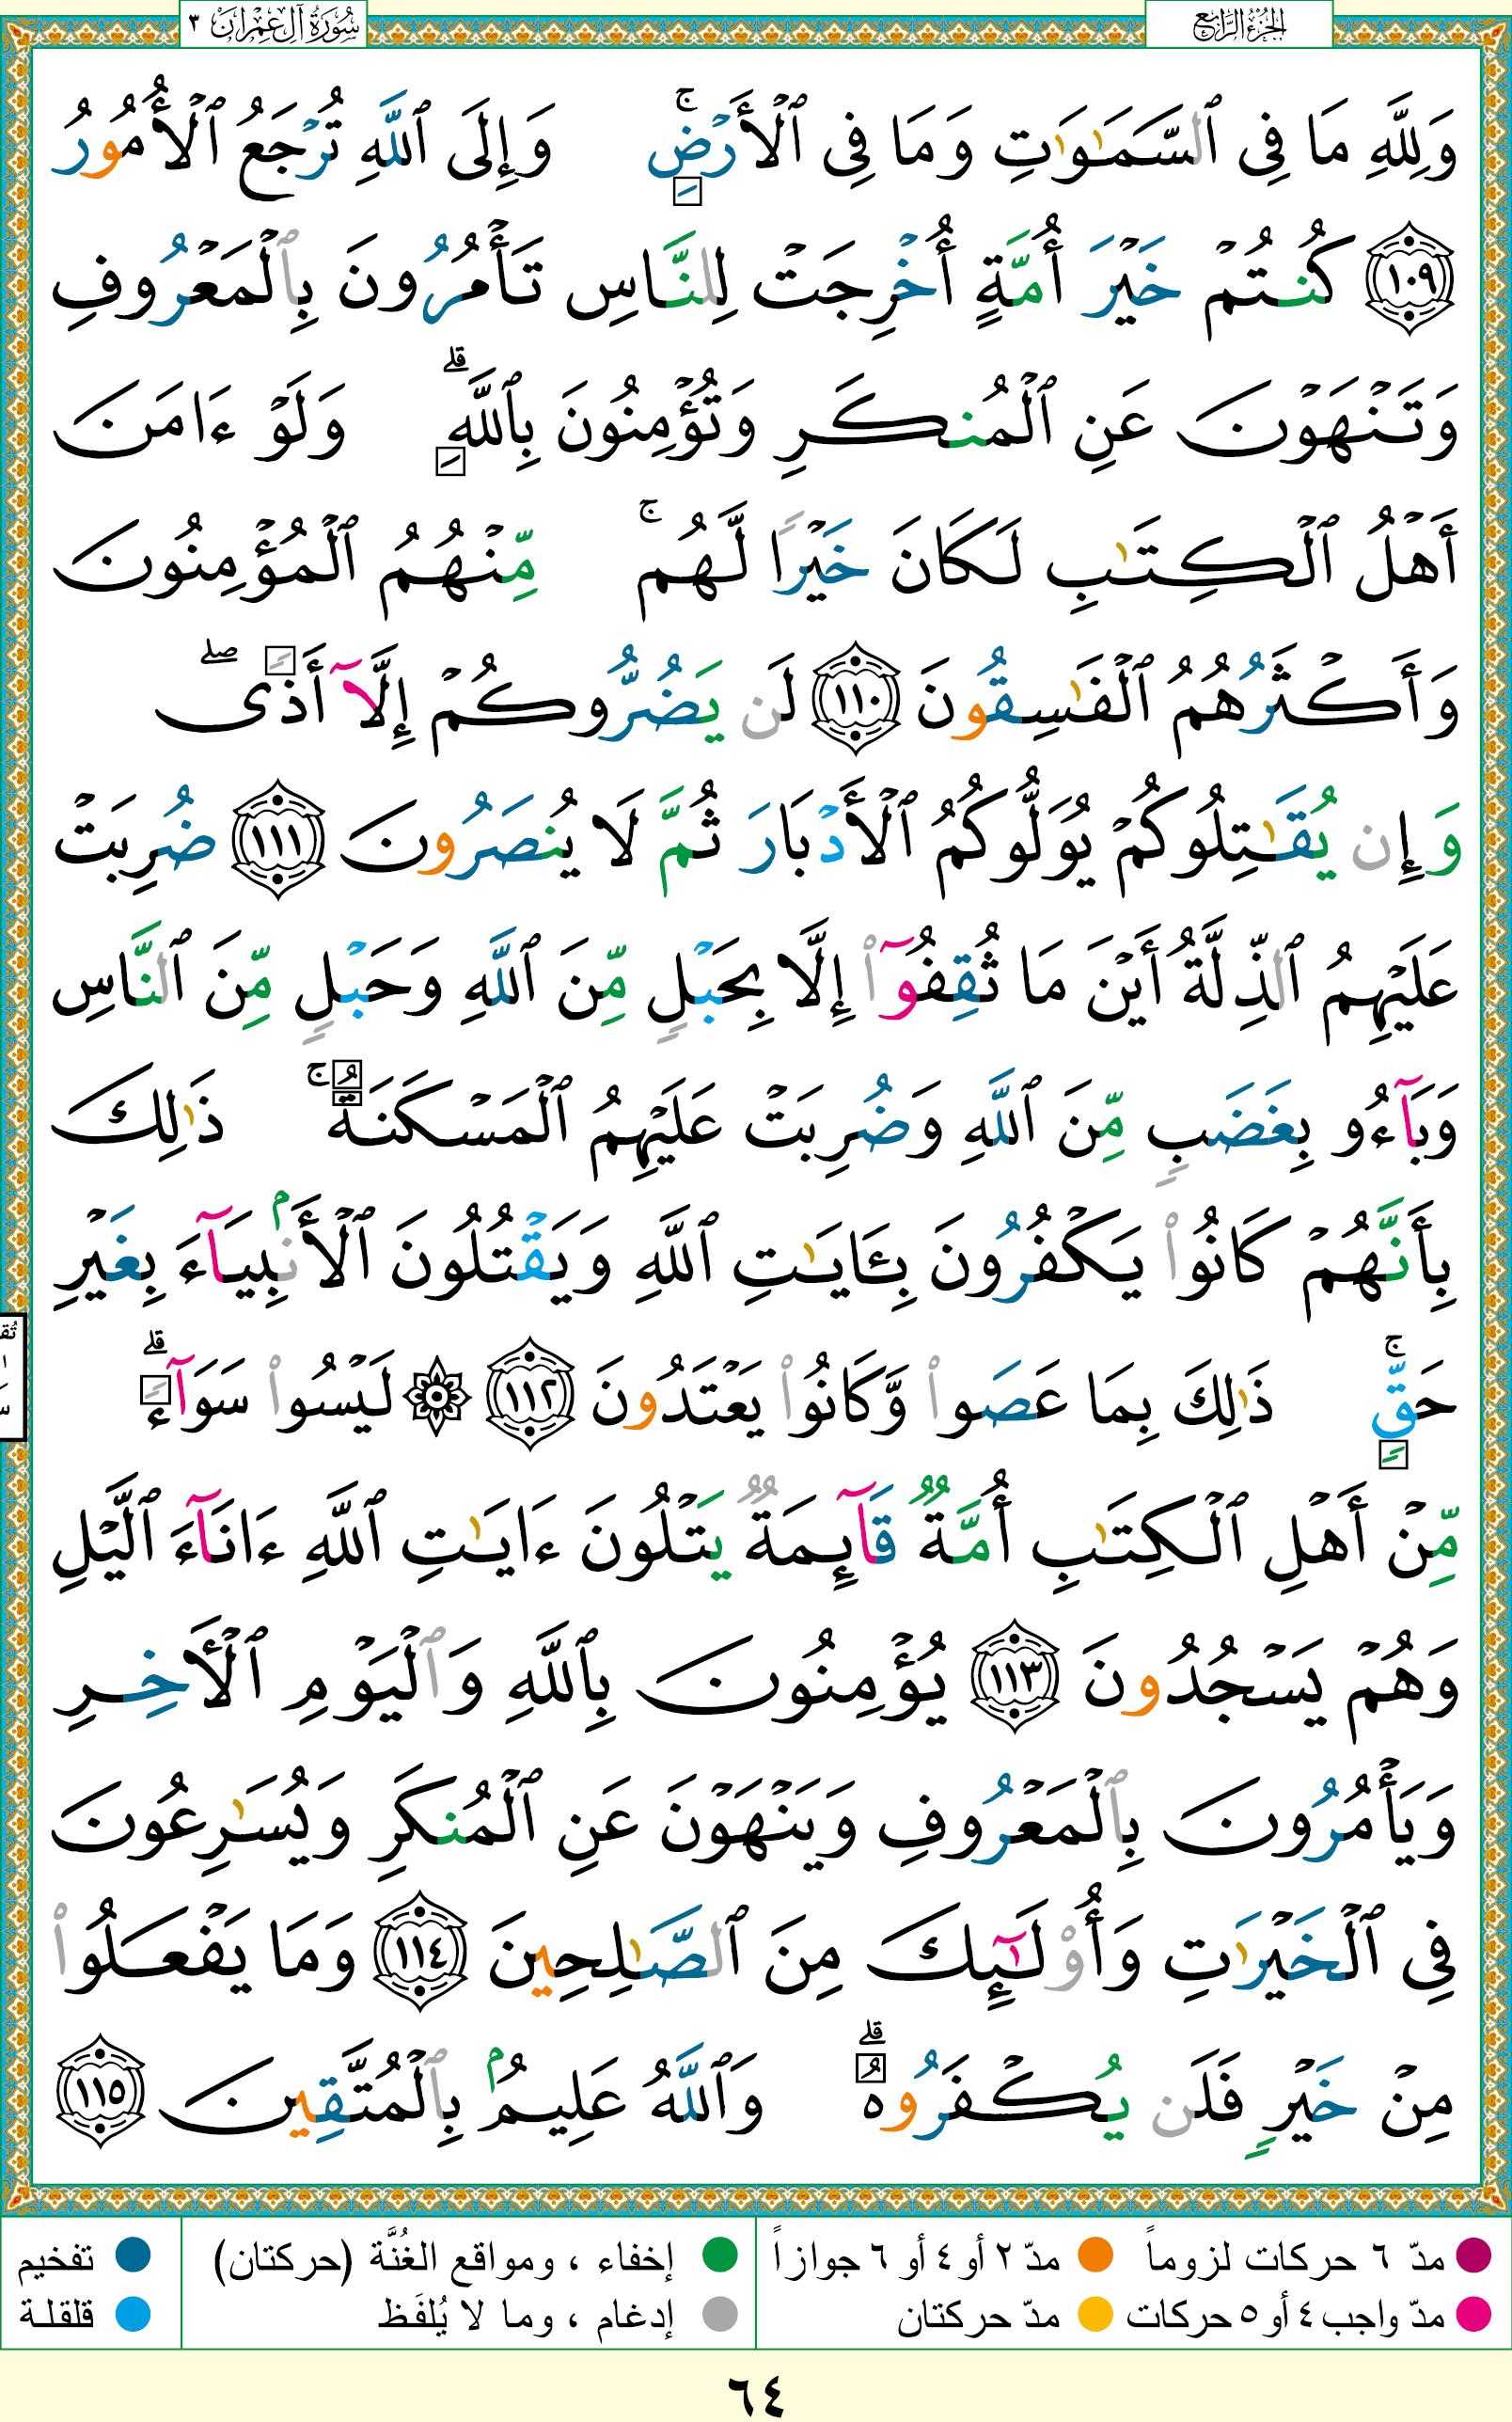 الجزء الرابع
سورة آل عمران ٣
وَلِلَّهِ مَا فِي ٱلسَّمَٰوَٰتِ وَمَا فِي ٱلْأَرْضِ ۚ وَإِلَى ٱللَّهِ تُرْجَعُ ٱلْأُمُورُ
١٠٩ كُنتُمْ خَيْرَ أُمَّةٍ أُخْرِجَتْ لِلنَّاسِ تَأْمُرُونَ بِٱلْمَعْرُوفِ
وَتَنْهَوْنَ عَنِ ٱلْمُنكَرِ وَتُؤْمِنُونَ بِٱللَّهِ ۗ وَلَوْ ءَامَنَ
أَهْلُ ٱلْكِتَٰبِ لَكَانَ خَيْرًا لَّهُم ۚ مِّنْهُمُ ٱلْمُؤْمِنُونَ
وَأَكْثَرُهُمُ ٱلْفَٰسِقُونَ ١١٠ لَن يَضُرُّوكُمْ إِلَّآ أَذًى ۖ
وَإِن يُقَٰتِلُوكُمْ يُوَلُّوكُمُ ٱلْأَدْبَارَ ثُمَّ لَا يُنصَرُونَ ١١١ ضُرِبَتْ
عَلَيْهِمُ ٱلذِّلَّةُ أَيْنَ مَا ثُقِفُوٓا۟ إِلَّا بِحَبْلٍ مِّنَ ٱللَّهِ وَحَبْلٍ مِّنَ ٱلنَّاسِ
وَبَآءُو بِغَضَبٍ مِّنَ ٱللَّهِ وَضُرِبَتْ عَلَيْهِمُ ٱلْمَسْكَنَةُ ۚ ذَٰلِكَ
بِأَنَّهُمْ كَانُوا۟ يَكْفُرُونَ بِـَٔايَٰتِ ٱللَّهِ وَيَقْتُلُونَ ٱلْأَنۢبِيَآءَ بِغَيْرِ
حَقٍّ ۚ ذَٰلِكَ بِمَا عَصَوا۟ وَّكَانُوا۟ يَعْتَدُونَ ١١٢ ۞ لَيْسُوا۟ سَوَآءً ۗ
مِّنْ أَهْلِ ٱلْكِتَٰبِ أُمَّةٌ قَآئِمَةٌ يَتْلُونَ ءَايَٰتِ ٱللَّهِ ءَانَآءَ ٱلَّيْلِ
وَهُمْ يَسْجُدُونَ ١١٣ يُؤْمِنُونَ بِٱللَّهِ وَٱلْيَوْمِ ٱلْأَخِرِ
وَيَأْمُرُونَ بِٱلْمَعْرُوفِ وَيَنْهَوْنَ عَنِ ٱلْمُنكَرِ وَيُسَٰرِعُونَ
فِي ٱلْخَيْرَٰتِ وَأُو۟لَٰٓئِكَ مِنَ ٱلصَّٰلِحِينَ ١١٤ وَمَا يَفْعَلُوا۟
مِنْ خَيْرٍ فَلَن يُكْفَرُوهُ ۗ وَٱللَّهُ عَلِيمٌۢ بِٱلْمُتَّقِينَ ١١٥
مدّ ٦ حركات لزوماً مدّ ٢ أو ٤ أو ٦ جوازاً إخفاء ، ومواقع الغُنَّة (حركتان) تفخيم
مدّ واجب ٤ أو ٥ حركات مدّ حركتان إدغام ، وما لا يُلفَظ قلقلة
٦٤